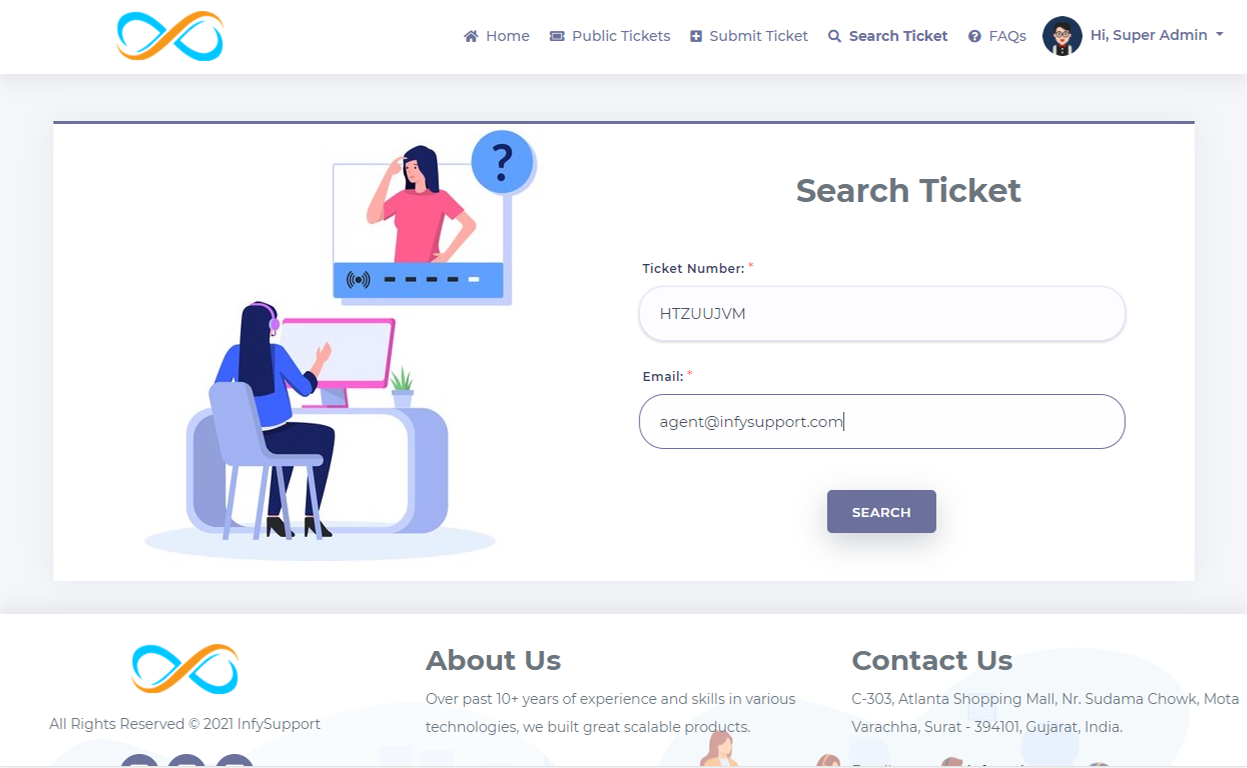 Home Public Tickets Submit Ticket Search Ticket FAQs Hi, Super Admin
?
Search Ticket
Ticket Number: *
HTZUUJVM
Email: *
agent@infysupport.com
SEARCH
About Us
Contact Us
Over past 10+ years of experience and skills in various
technologies, we built great scalable products.
C-303, Atlanta Shopping Mall, Nr. Sudama Chowk, Mota
Varachha, Surat - 394101, Gujarat, India.
All Rights Reserved © 2021 InfySupport